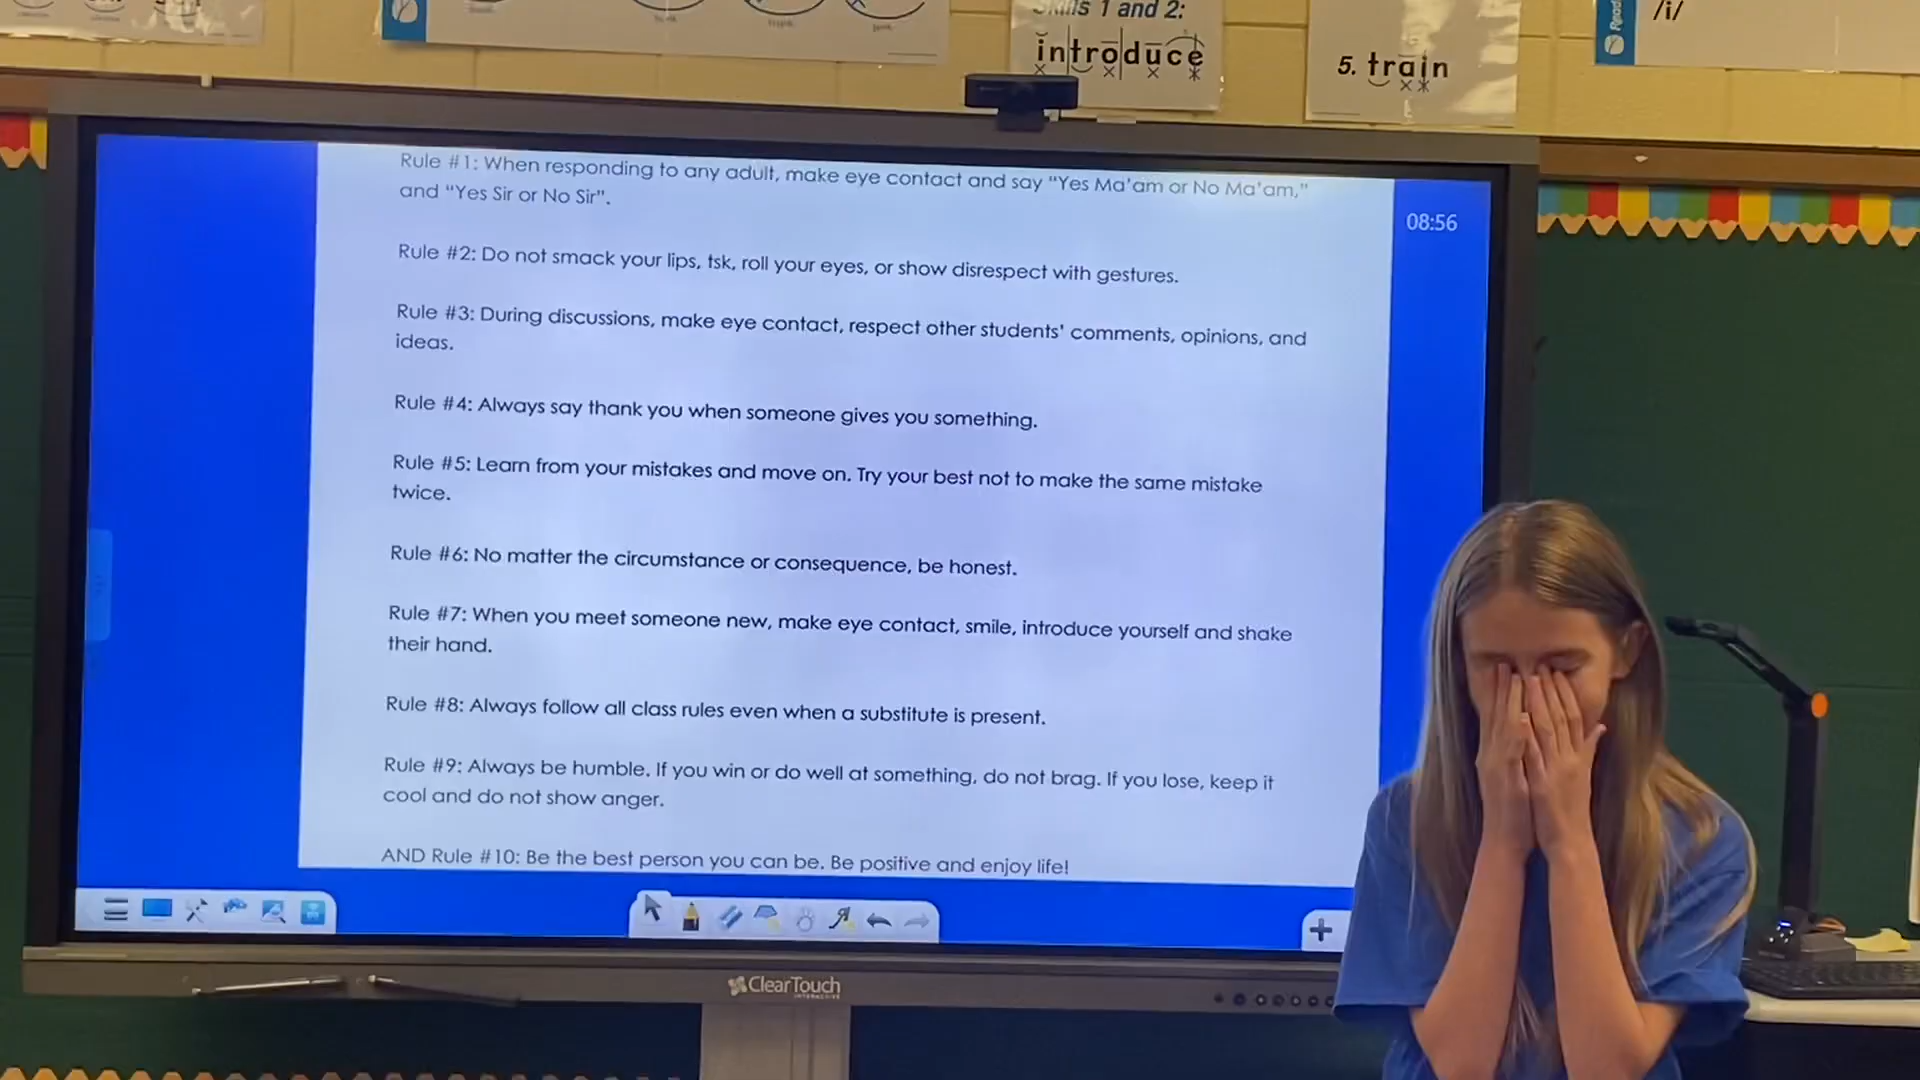 Skills 1 and 2:
introduce
5. train
/i/
Read
Rule #1: When responding to any adult, make eye contact and say "Yes Ma'am or No Ma'am,"
and "Yes Sir or No Sir".
08:56
Rule #2: Do not smack your lips, tsk, roll your eyes, or show disrespect with gestures.
Rule #3: During discussions, make eye contact, respect other students' comments, opinions, and
ideas.
Rule #4: Always say thank you when someone gives you something.
Rule #5: Learn from your mistakes and move on. Try your best not to make the same mistake
twice.
Rule #6: No matter the circumstance or consequence, be honest.
Rule #7: When you meet someone new, make eye contact, smile, introduce yourself and shake
their hand.
Rule #8: Always follow all class rules even when a substitute is present.
Rule #9: Always be humble. If you win or do well at something, do not brag. If you lose, keep it
cool and do not show anger.
AND Rule #10: Be the best person you can be. Be positive and enjoy life!
ClearTouch
INTERACTIVE